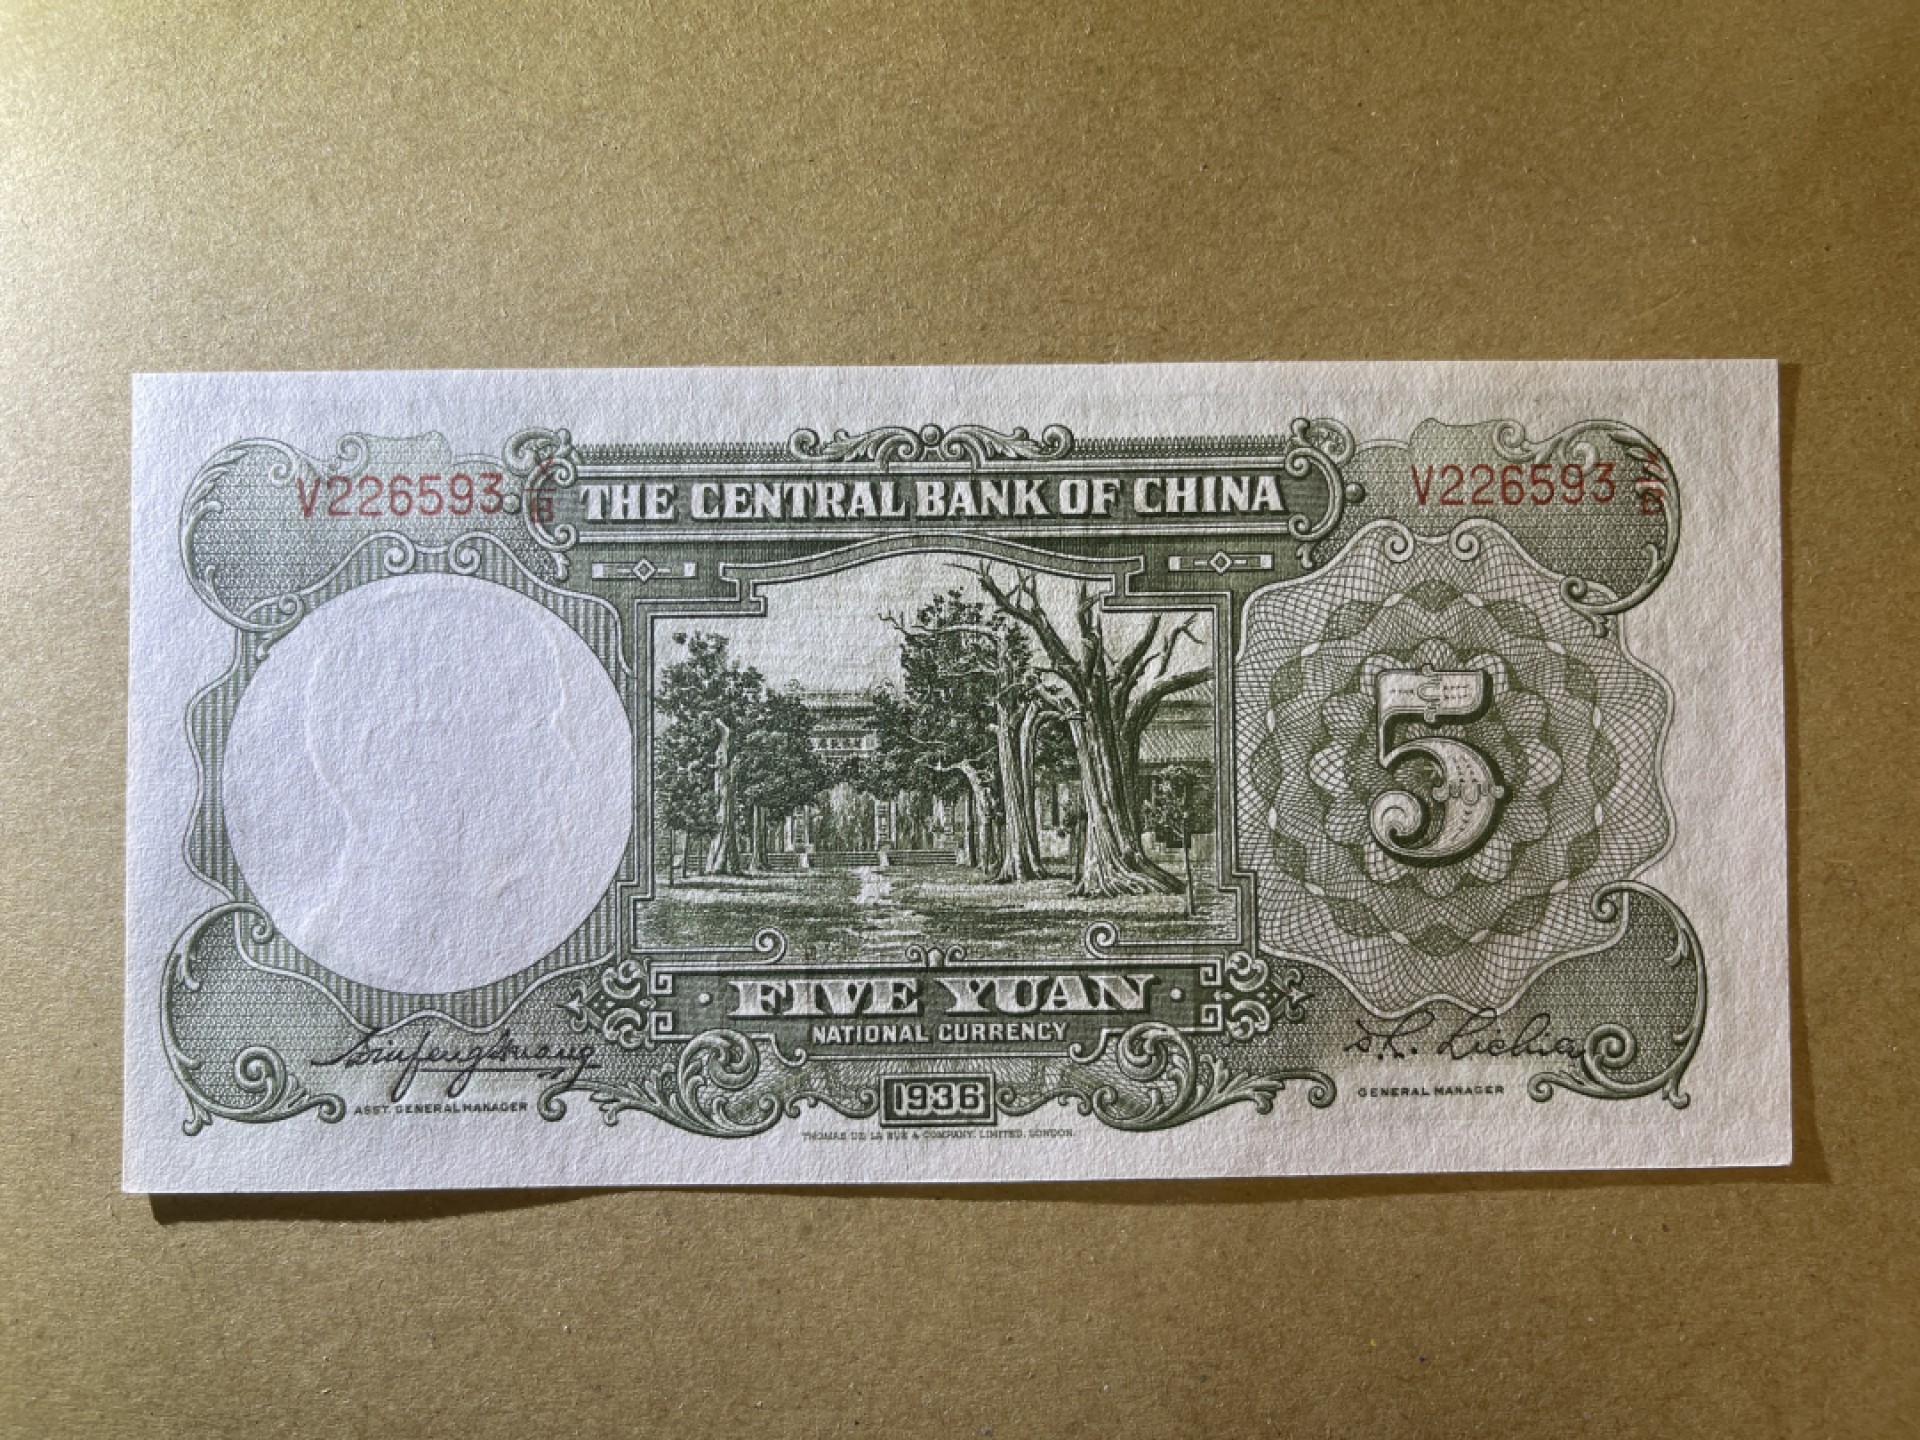 V226593
THE CENTRAL BANK OF CHINA
V226593
5
FIVE YUAN
NATIONAL CURRENCY
ASST. GENERAL MANAGER
GENERAL MANAGER
1936
THOMAS DE LA RUE & COMPANY, LIMITED, LONDON.